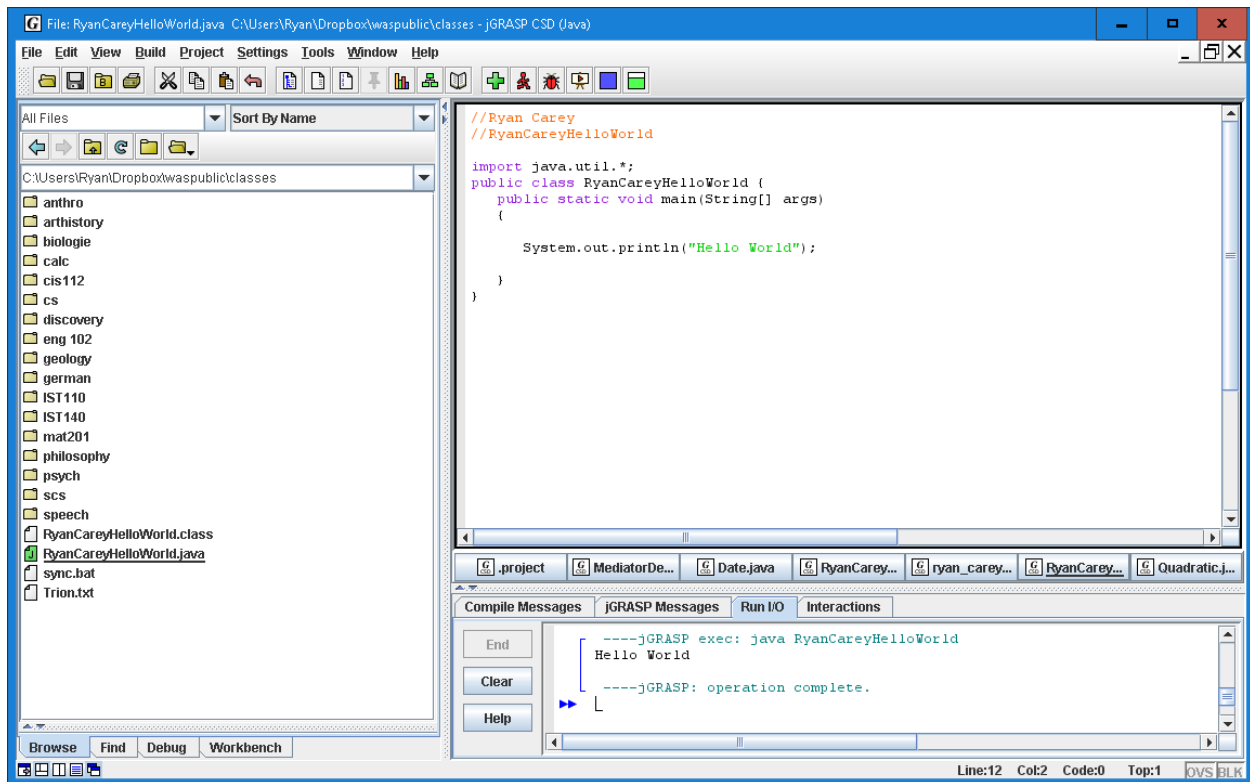 File: RyanCareyHelloWorld.java  C:\Users\Ryan\Dropbox\waspublic\classes - jGRASP CSD (Java)
File Edit View Build Project Settings Tools Window Help
All Files
Sort By Name
C:\Users\Ryan\Dropbox\waspublic\classes
anthro
arthistory
biologie
calc
cis112
cs
discovery
eng 102
geology
german
IST110
IST140
mat201
philosophy
psych
scs
speech
RyanCareyHelloWorld.class
RyanCareyHelloWorld.java
sync.bat
Trion.txt
Browse Find Debug Workbench
//Ryan Carey
//RyanCareyHelloWorld
import java.util.*;
public class RyanCareyHelloWorld {
public static void main(String[] args)
{
System.out.println("Hello World");
}
}
.project MediatorDe... Date.java RyanCarey... ryan_carey... RyanCarey... Quadratic.j...
Compile Messages jGRASP Messages Run I/O Interactions
End
Clear
Help
----jGRASP exec: java RyanCareyHelloWorld
Hello World
----jGRASP: operation complete.
Line:12 Col:2 Code:0 Top:1 OVS BLK